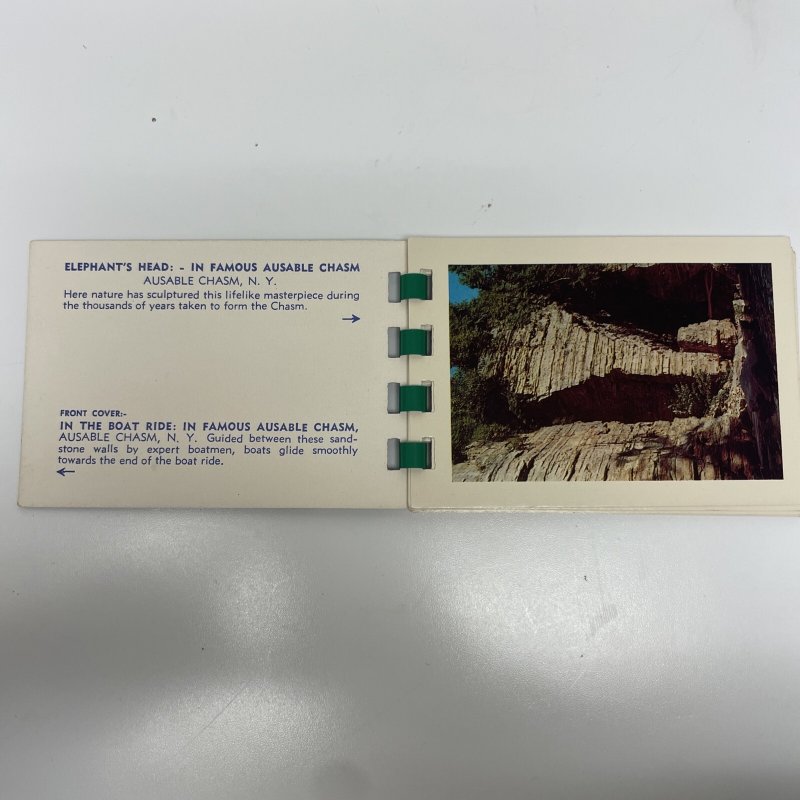 ELEPHANT'S HEAD: - IN FAMOUS AUSABLE CHASM
AUSABLE CHASM, N. Y.
Here nature has sculptured this lifelike masterpiece during
the thousands of years taken to form the Chasm.
FRONT COVER:-
IN THE BOAT RIDE: IN FAMOUS AUSABLE CHASM,
AUSABLE CHASM, N. Y. Guided between these sand-
stone walls by expert boatmen, boats glide smoothly
towards the end of the boat ride.